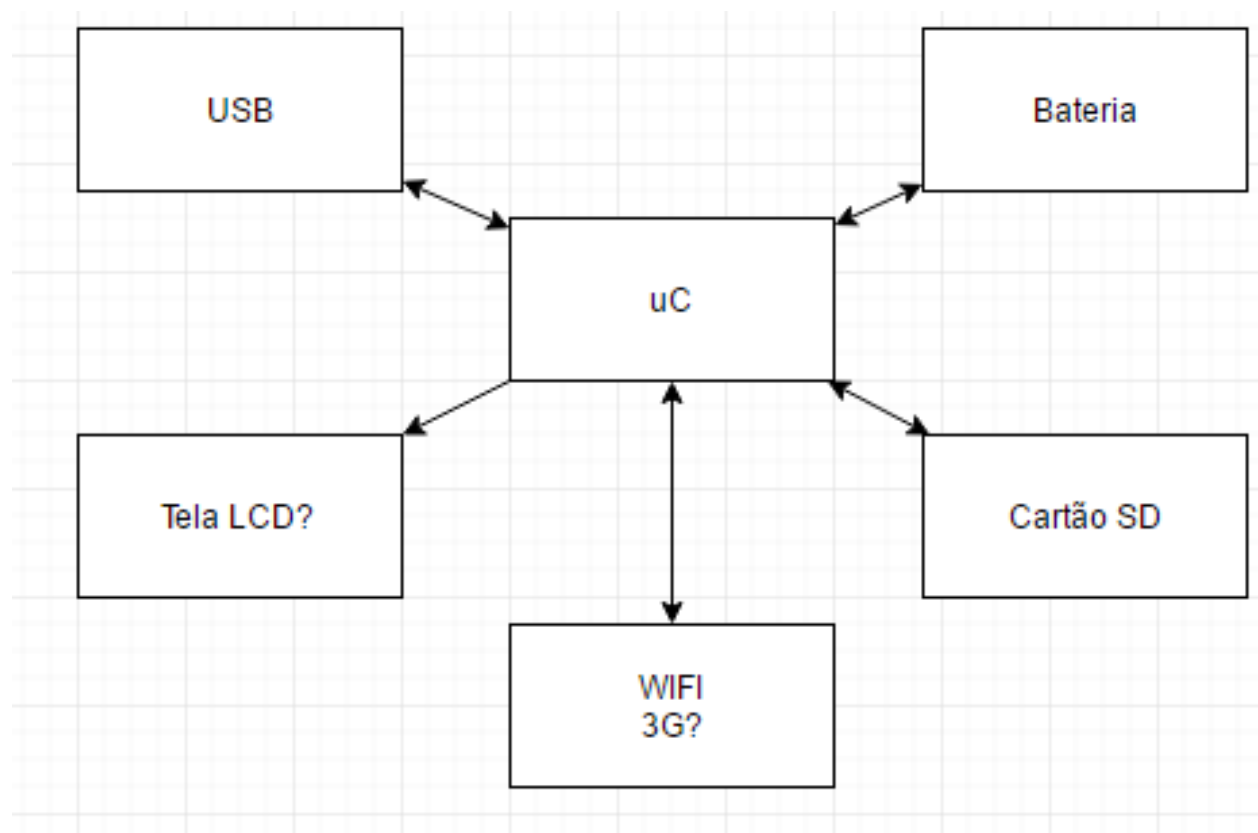 USB
Bateria
uC
Tela LCD?
Cartão SD
WIFI
3G?